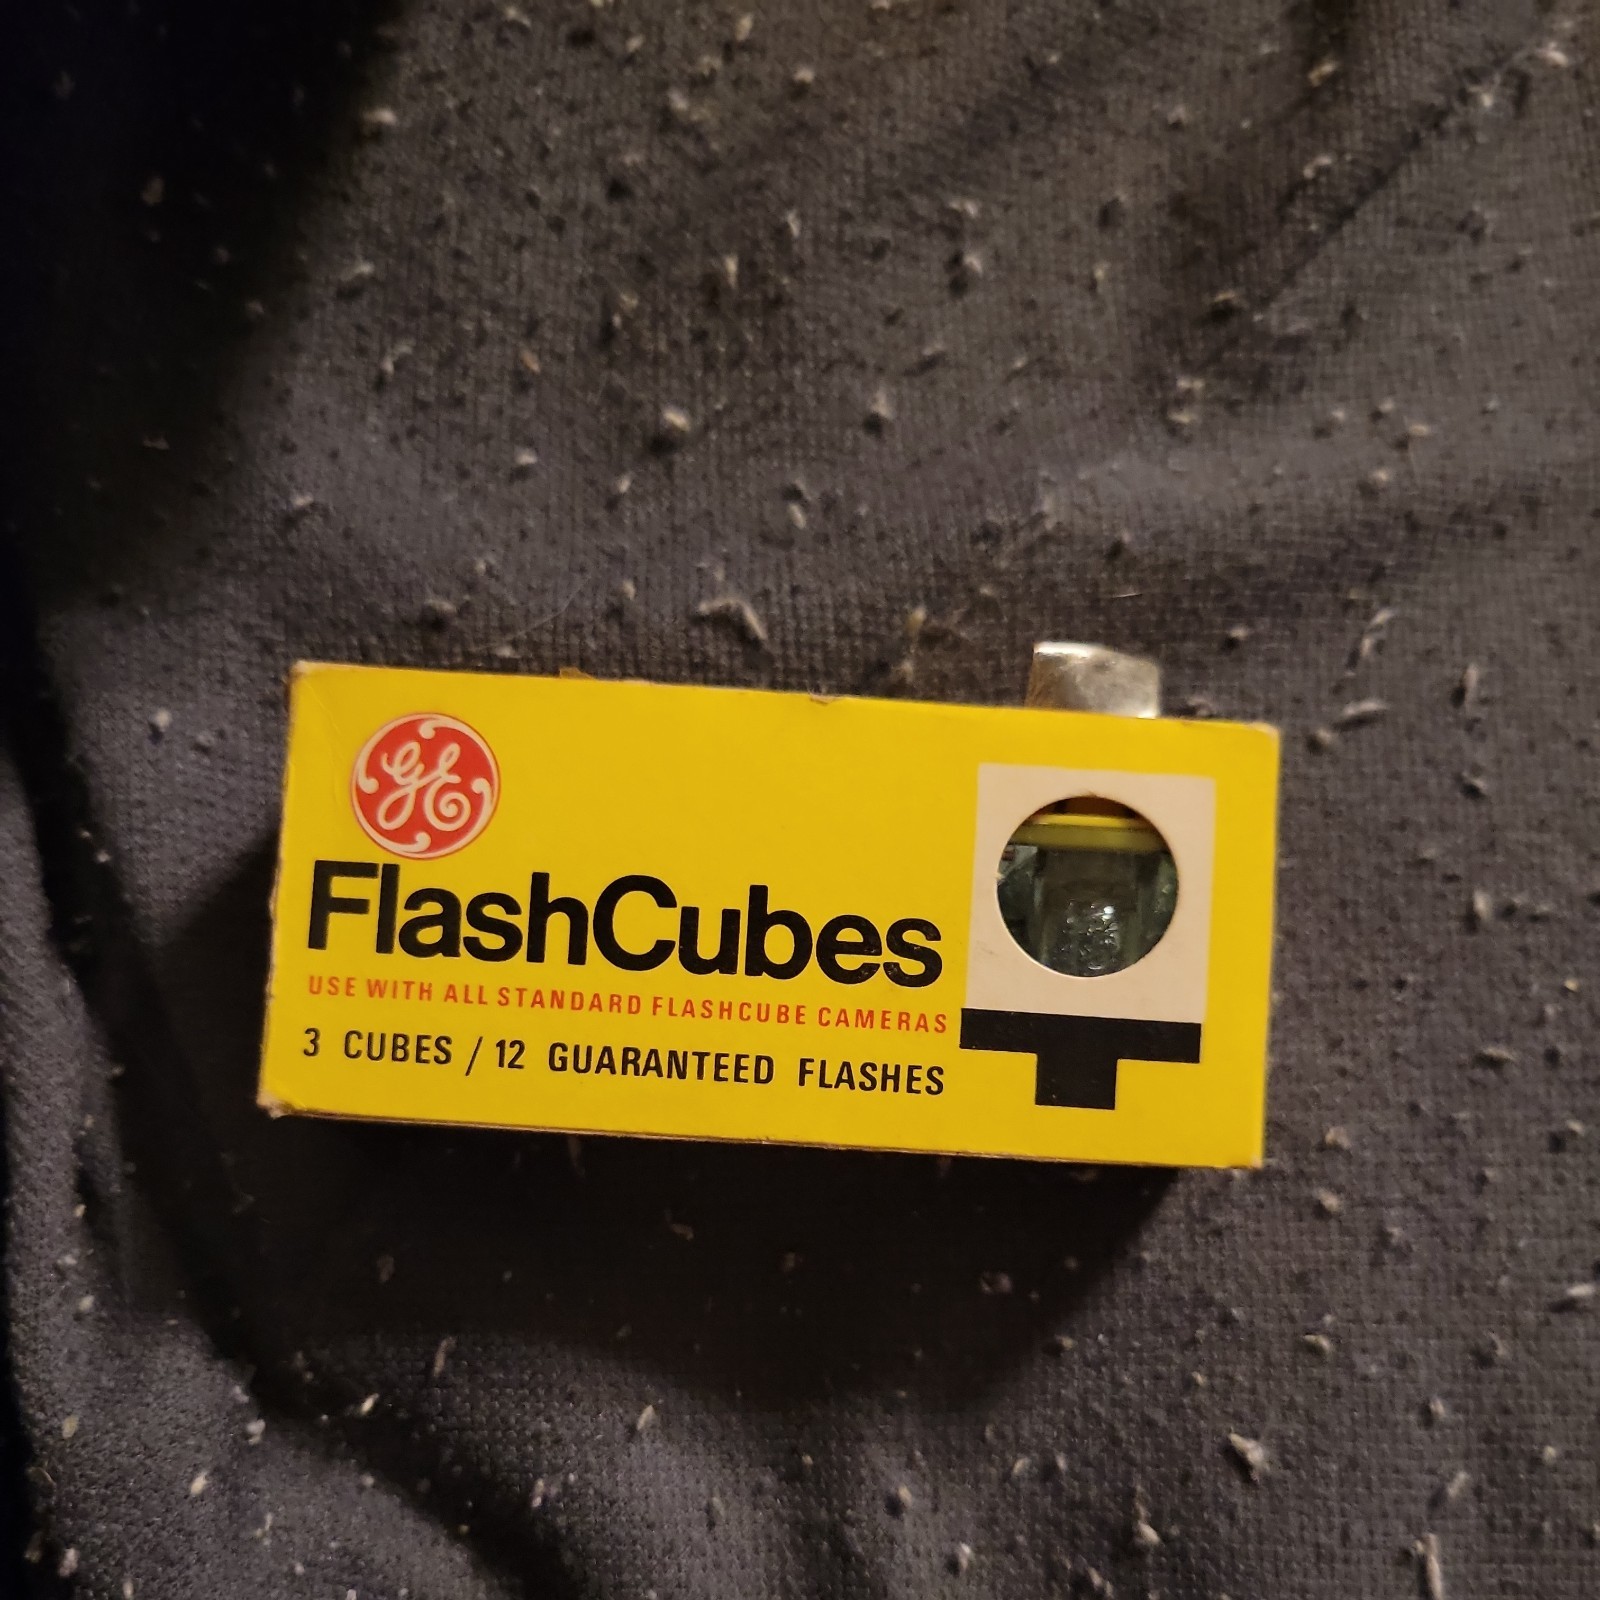 GE
FlashCubes
USE WITH ALL STANDARD FLASHCUBE CAMERAS
3 CUBES / 12 GUARANTEED FLASHES